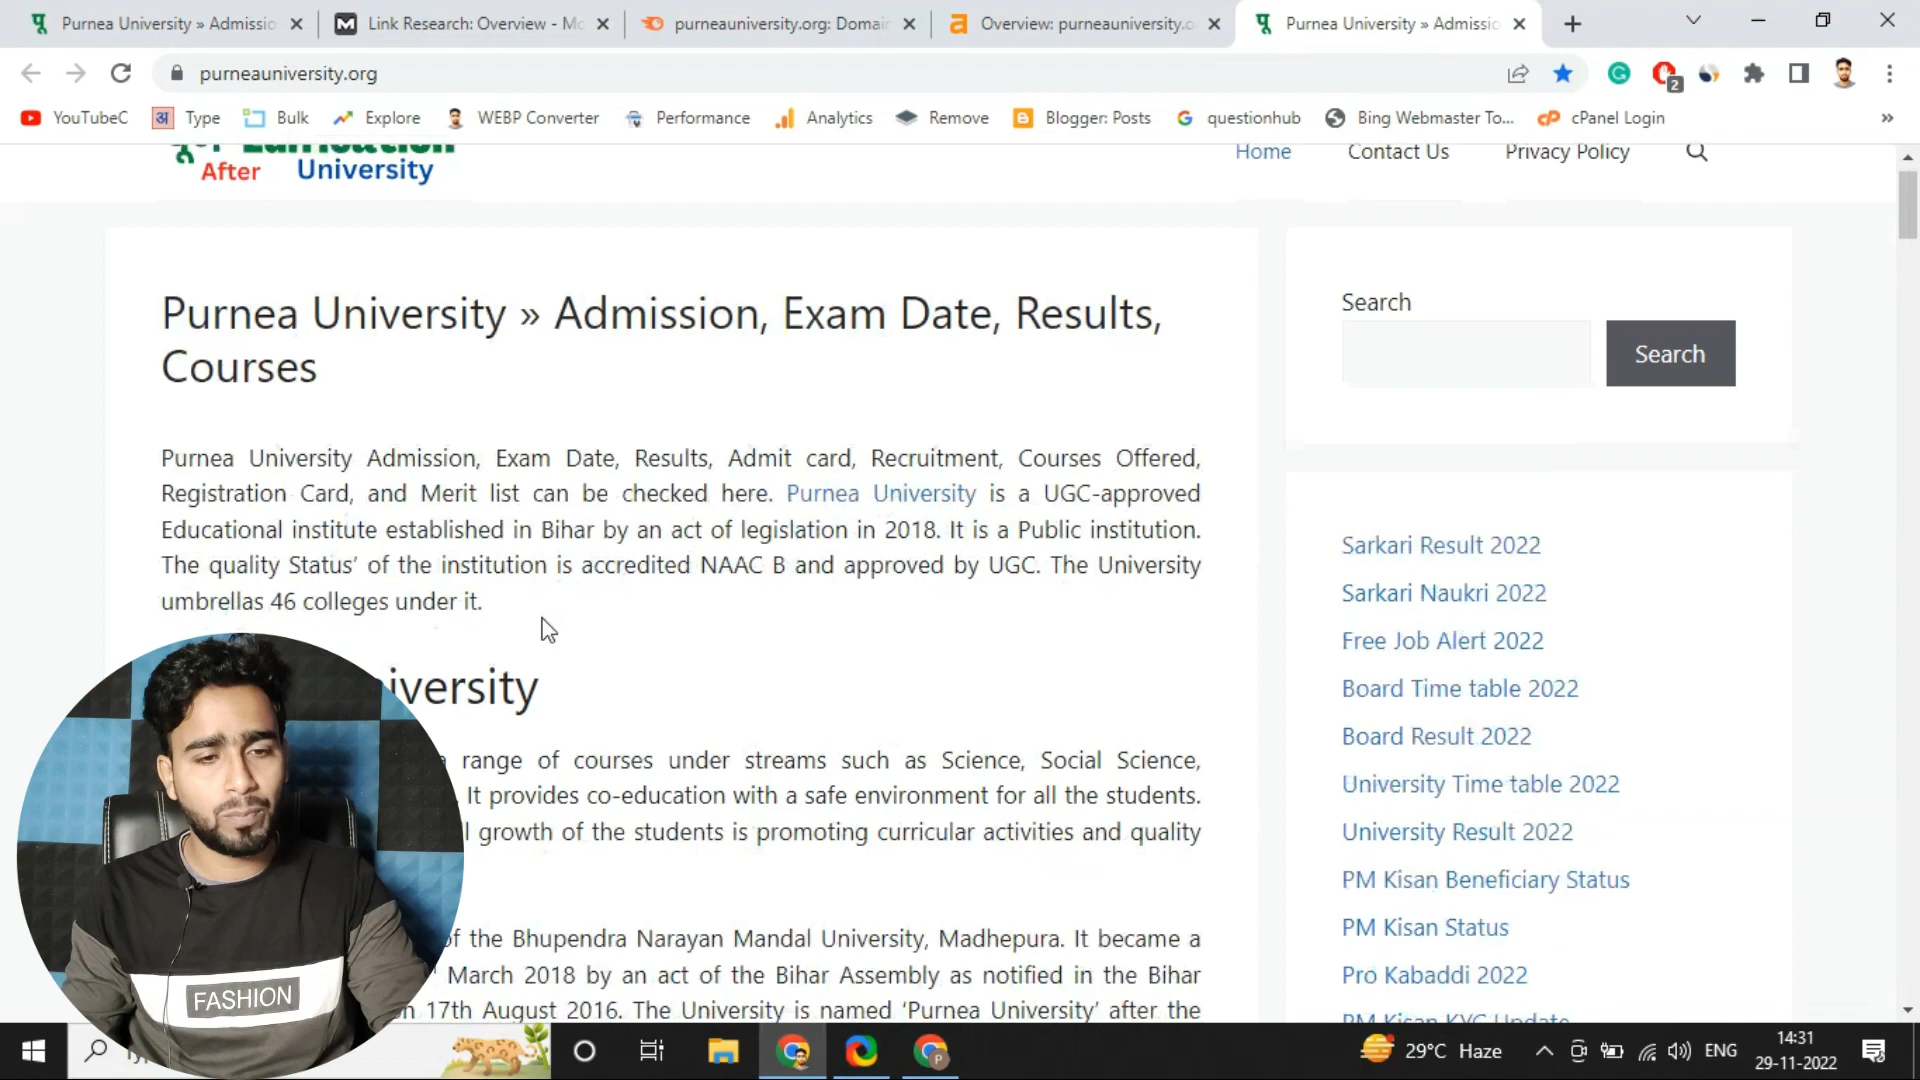 Purnea University » Admissio
Link Research: Overview - Mo
purneauniversity.org: Domain
Overview: purneauniversity.o
Purnea University » Admissio
purneauniversity.org
2
YouTubeC
अ Type
Bulk
Explore
WEBP Converter
Performance
Analytics
Remove
Blogger: Posts
questionhub
Bing Webmaster To...
cPanel Login
»
After University
Home
Contact Us
Privacy Policy
Purnea University » Admission, Exam Date, Results,
Courses
Purnea University Admission, Exam Date, Results, Admit card, Recruitment, Courses Offered,
Registration Card, and Merit list can be checked here. Purnea University is a UGC-approved
Educational institute established in Bihar by an act of legislation in 2018. It is a Public institution.
The quality Status’ of the institution is accredited NAAC B and approved by UGC. The University
umbrellas 46 colleges under it.
iversity
range of courses under streams such as Science, Social Science,
. It provides co-education with a safe environment for all the students.
l growth of the students is promoting curricular activities and quality
of the Bhupendra Narayan Mandal University, Madhepura. It became a
March 2018 by an act of the Bihar Assembly as notified in the Bihar
on 17th August 2016. The University is named ‘Purnea University’ after the
Search
Search
Sarkari Result 2022
Sarkari Naukri 2022
Free Job Alert 2022
Board Time table 2022
Board Result 2022
University Time table 2022
University Result 2022
PM Kisan Beneficiary Status
PM Kisan Status
Pro Kabaddi 2022
PM Kisan KYC Update
FASHION
29°C Haze
ENG
14:31
29-11-2022